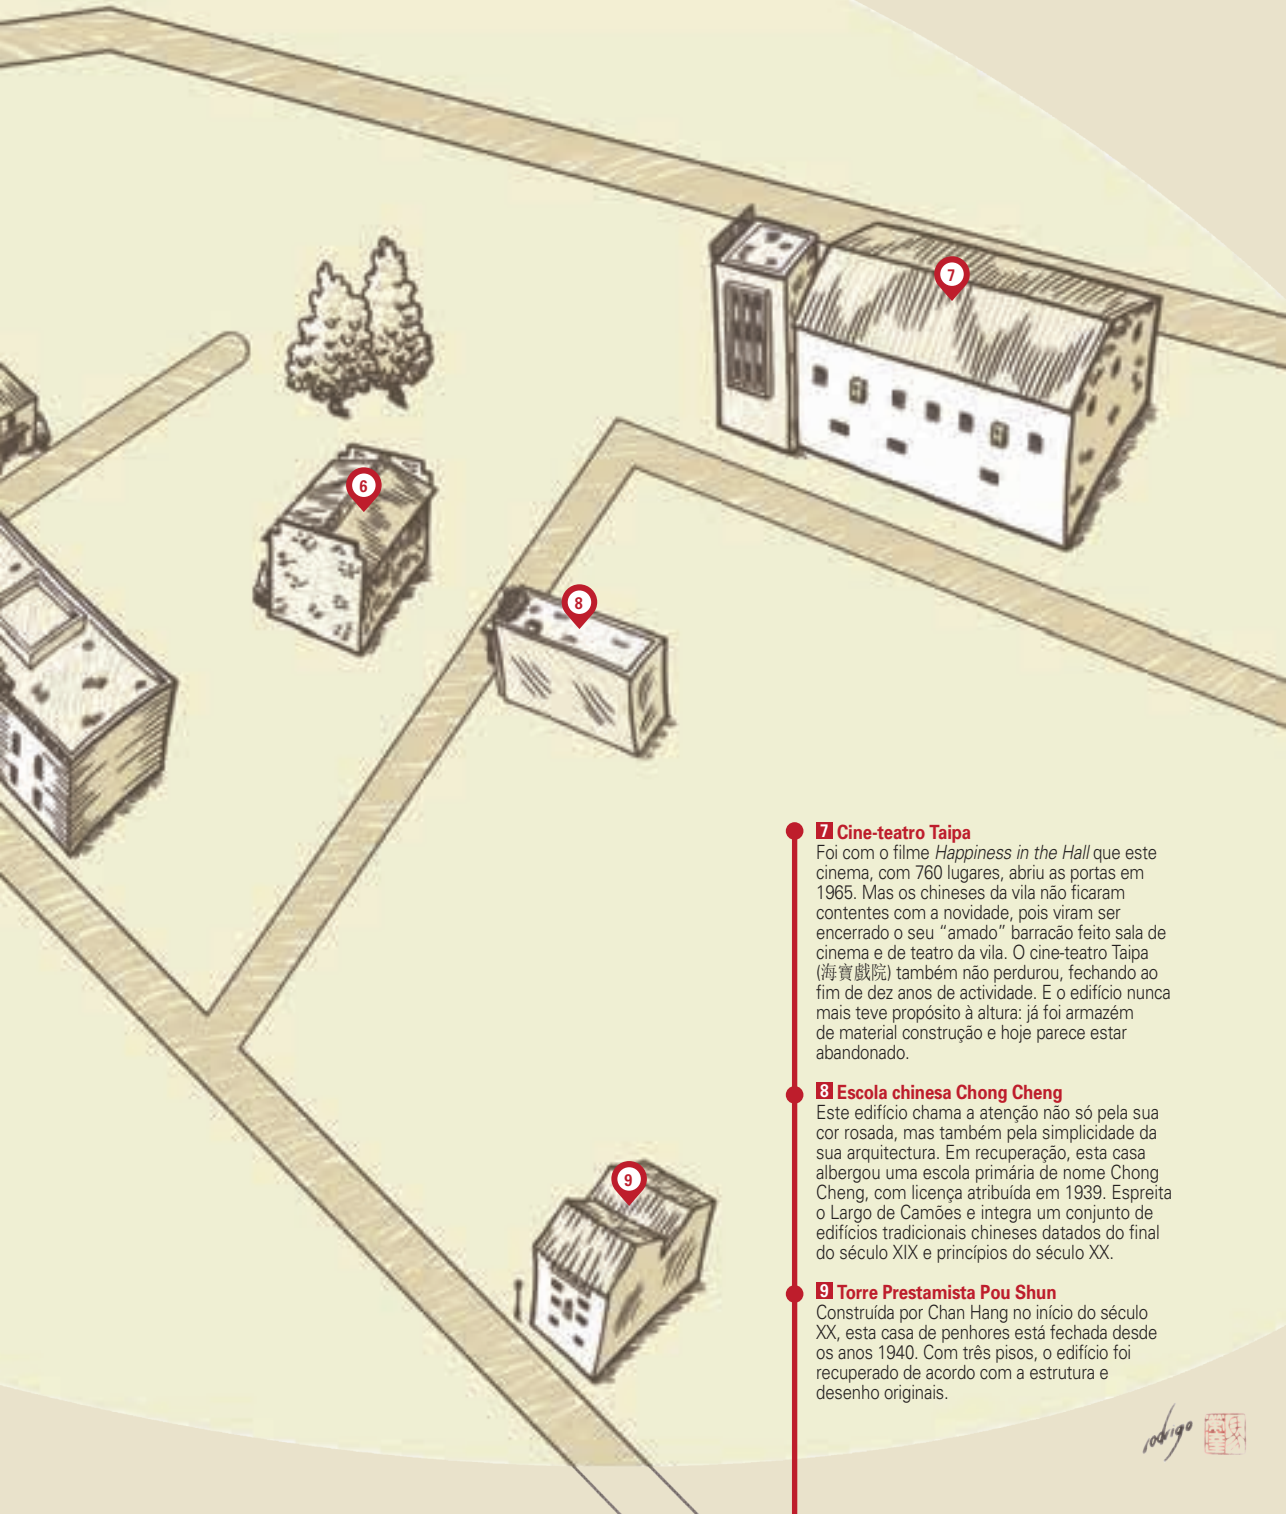 7
6
8
9
7 Cine-teatro Taipa
Foi com o filme Happiness in the Hall que este
cinema, com 760 lugares, abriu as portas em
1965. Mas os chineses da vila não ficaram
contentes com a novidade, pois viram ser
encerrado o seu “amado” barracão feito sala de
cinema e de teatro da vila. O cine-teatro Taipa
(海寶戲院) também não perdurou, fechando ao
fim de dez anos de actividade. E o edifício nunca
mais teve propósito à altura: já foi armazém
de material construção e hoje parece estar
abandonado.
8 Escola chinesa Chong Cheng
Este edifício chama a atenção não só pela sua
cor rosada, mas também pela simplicidade da
sua arquitectura. Em recuperação, esta casa
albergou uma escola primária de nome Chong
Cheng, com licença atribuída em 1939. Espreita
o Largo de Camões e integra um conjunto de
edifícios tradicionais chineses datados do final
do século XIX e princípios do século XX.
9 Torre Prestamista Pou Shun
Construída por Chan Hang no início do século
XX, esta casa de penhores está fechada desde
os anos 1940. Com três pisos, o edifício foi
recuperado de acordo com a estrutura e
desenho originais.
rodrigo